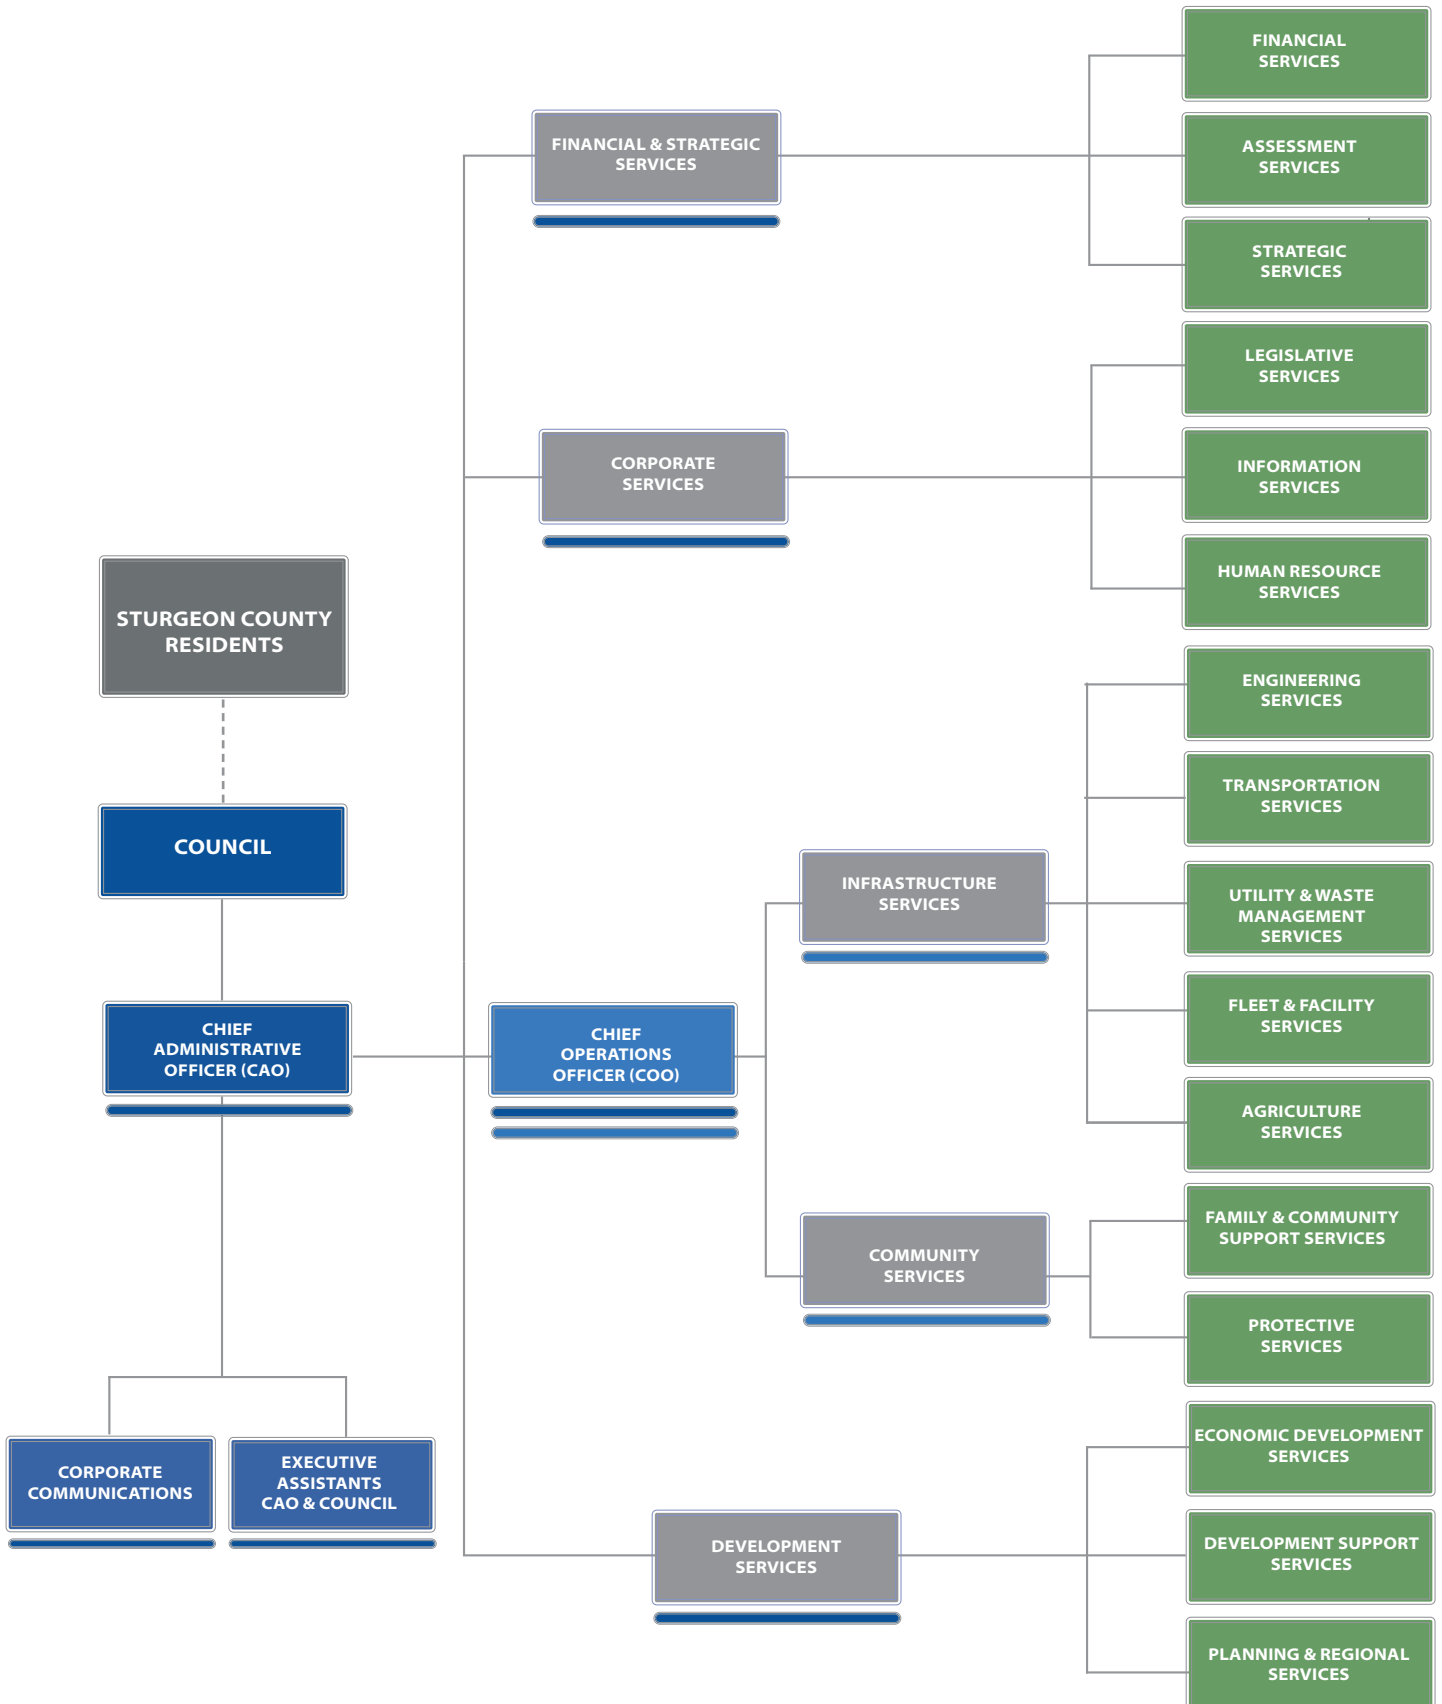 FINANCIAL
SERVICES
FINANCIAL & STRATEGIC
SERVICES
ASSESSMENT
SERVICES
STRATEGIC
SERVICES
LEGISLATIVE
SERVICES
CORPORATE
SERVICES
INFORMATION
SERVICES
HUMAN RESOURCE
SERVICES
STURGEON COUNTY
RESIDENTS
COUNCIL
CHIEF
ADMINISTRATIVE
OFFICER (CAO)
CHIEF
OPERATIONS
OFFICER (COO)
CORPORATE
COMMUNICATIONS
EXECUTIVE
ASSISTANTS
CAO & COUNCIL
INFRASTRUCTURE
SERVICES
ENGINEERING
SERVICES
TRANSPORTATION
SERVICES
UTILITY & WASTE
MANAGEMENT
SERVICES
FLEET & FACILITY
SERVICES
AGRICULTURE
SERVICES
COMMUNITY
SERVICES
FAMILY & COMMUNITY
SUPPORT SERVICES
PROTECTIVE
SERVICES
DEVELOPMENT
SERVICES
ECONOMIC DEVELOPMENT
SERVICES
DEVELOPMENT SUPPORT
SERVICES
PLANNING & REGIONAL
SERVICES